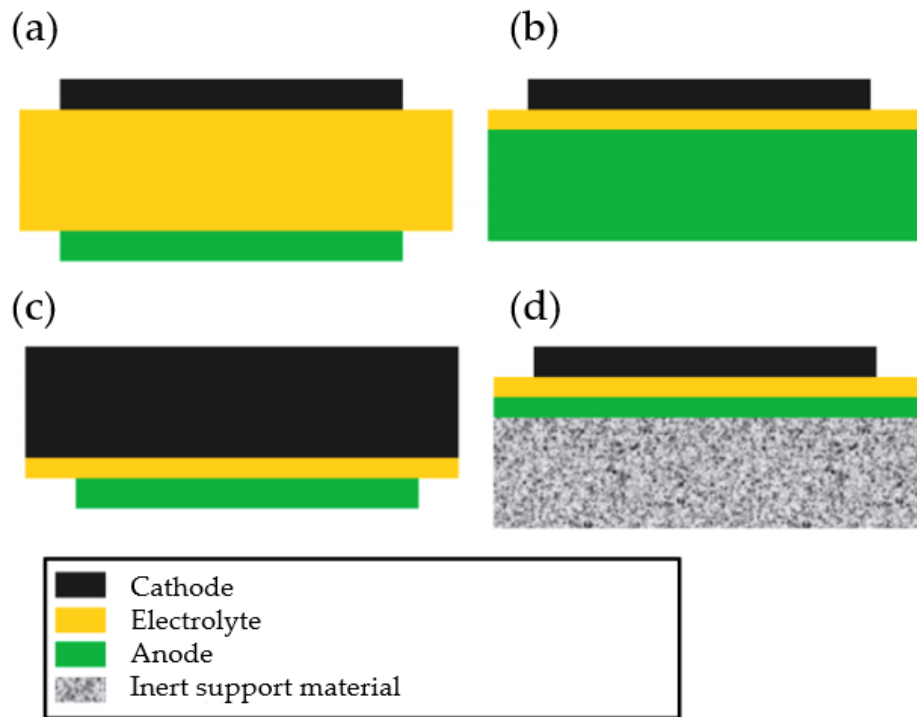 (a)
(b)
(c)
(d)
Cathode
Electrolyte
Anode
Inert support material